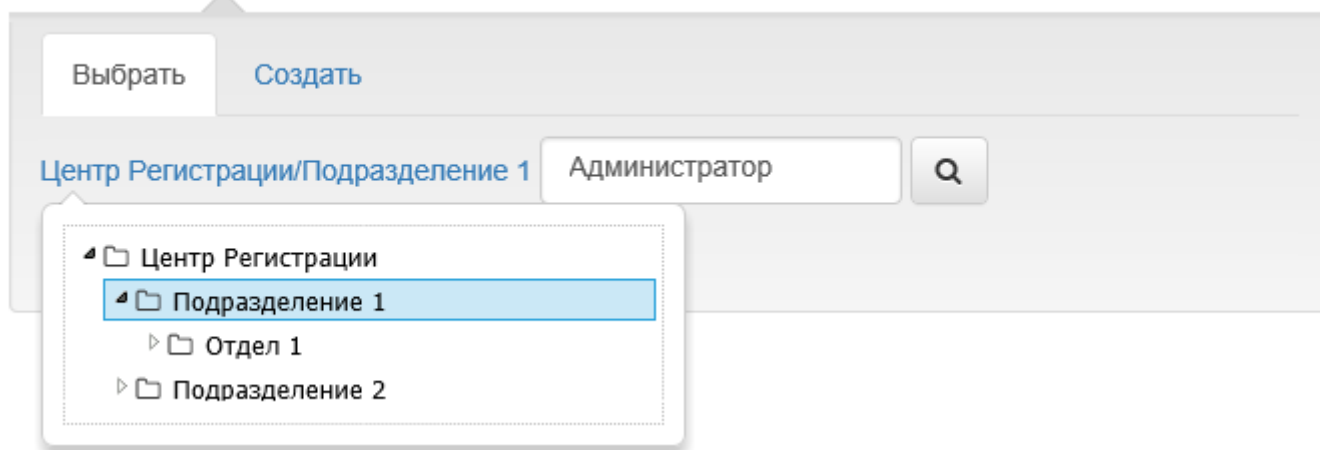 Выбрать Создать
Центр Регистрации/Подразделение 1 Администратор
Центр Регистрации
Подразделение 1
Отдел 1
Подразделение 2